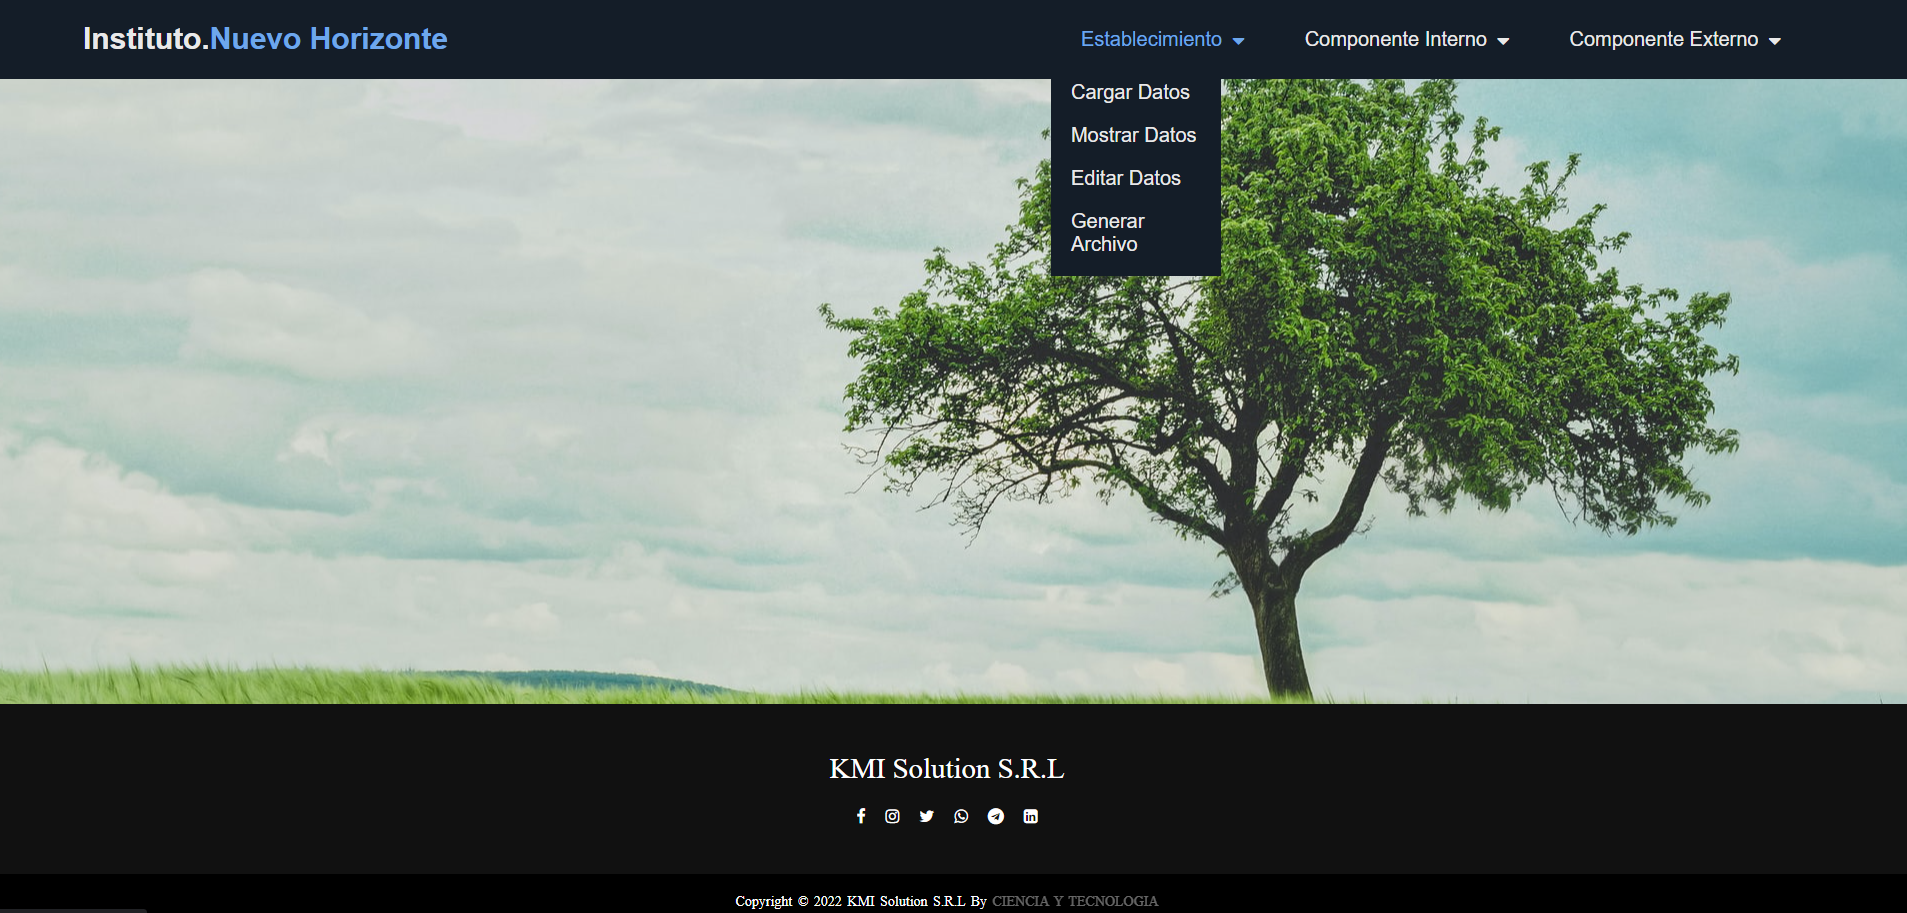 Instituto.Nuevo Horizonte
Establecimiento
Componente Interno
Componente Externo
Cargar Datos
Mostrar Datos
Editar Datos
Generar
Archivo
KMI Solution S.R.L
Copyright © 2022 KMI Solution S.R.L By CIENCIA Y TECNOLOGIA